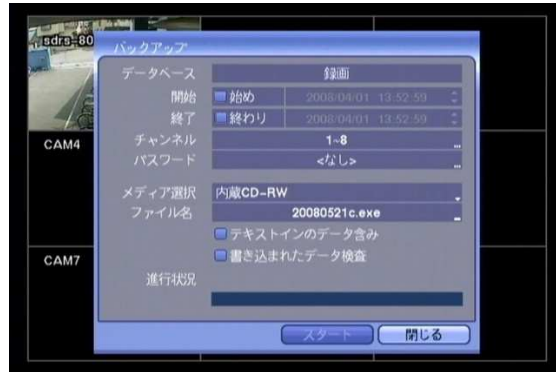 sdrs-80
バックアップ
データベース 録画
開始 始め 2008/04/01 13:52:59
終了 終わり 2008/04/01 13:52:59
CAM4
チャンネル 1~8 ...
パスワード <なし> ...
メディア選択 内蔵CD-RW
ファイル名 20080521c.exe
テキストインのデータ含み
CAM7
書き込まれたデータ検査
進行状況
スタート 閉じる